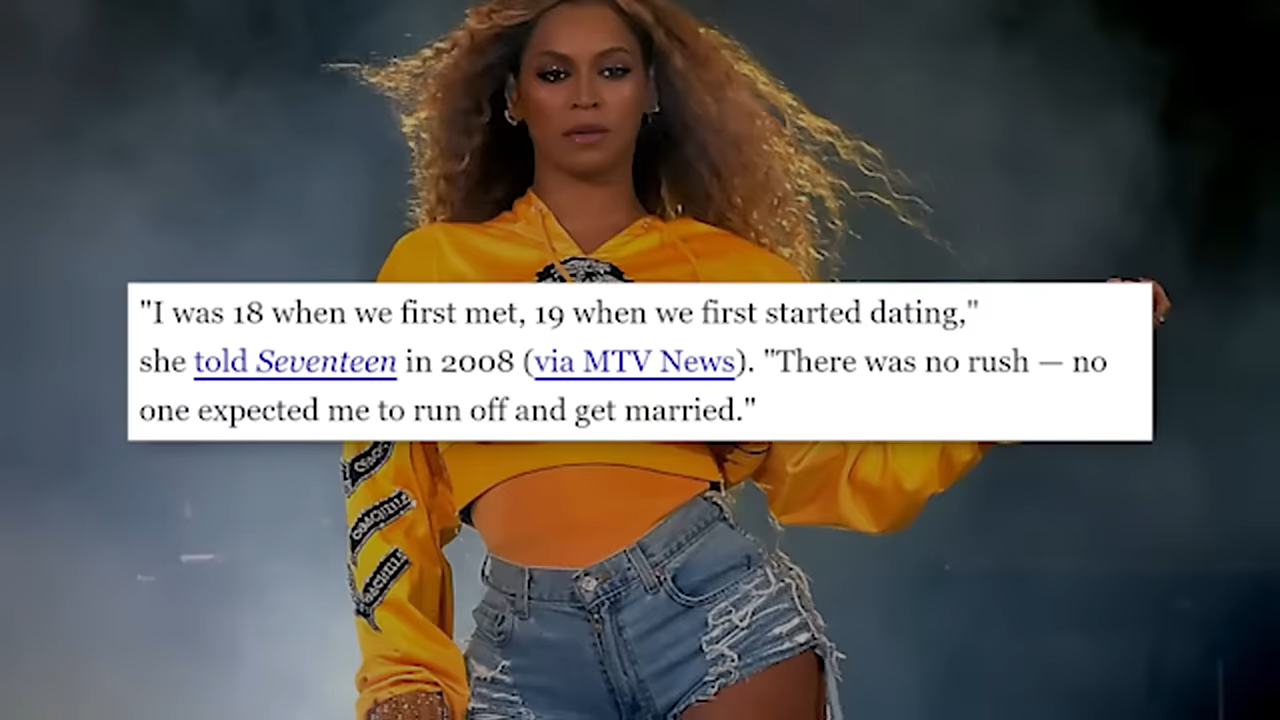 "I was 18 when we first met, 19 when we first started dating,"
she told Seventeen in 2008 (via MTV News). "There was no rush — no
one expected me to run off and get married."
COACHELLA